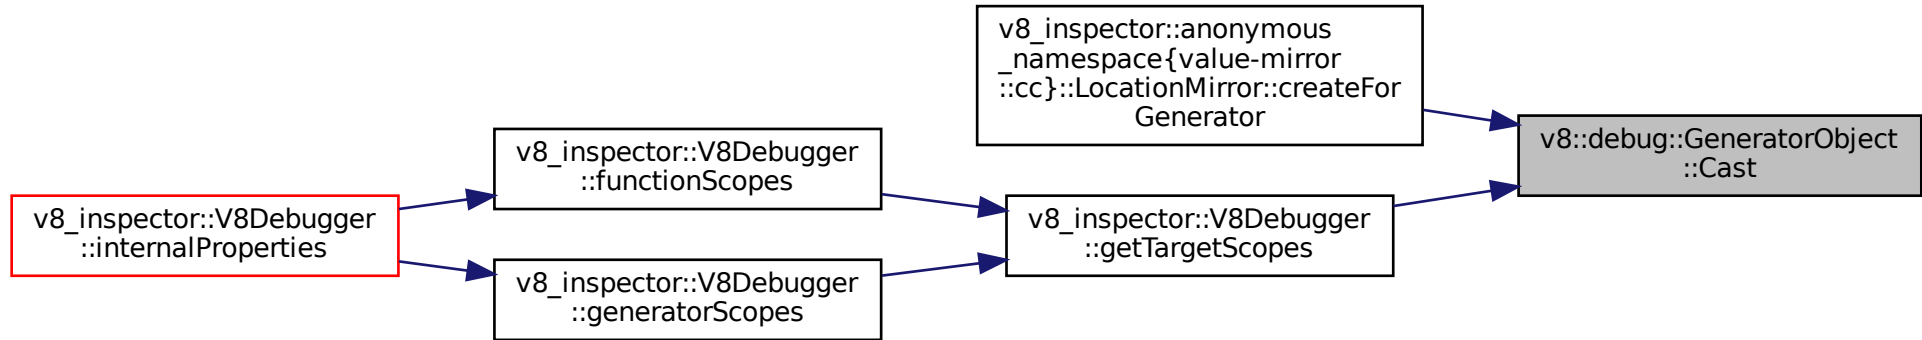 v8_inspector::V8Debugger
::internalProperties
v8_inspector::V8Debugger
::functionScopes
v8_inspector::V8Debugger
::generatorScopes
v8_inspector::anonymous
_namespace{value-mirror
::cc}::LocationMirror::createFor
Generator
v8_inspector::V8Debugger
::getTargetScopes
v8::debug::GeneratorObject
::Cast